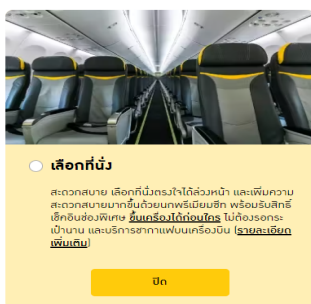 เลือกที่นั่ง
สะดวกสบาย เลือกที่นั่งตรงใจได้ล่วงหน้า และเพิ่มความ
สะดวกสบายมากขึ้นด้วยนกพรีเมียมซีท พร้อมรับสิทธิ์
เช็คอินช่องพิเศษ ขึ้นเครื่องได้ก่อนใคร ไม่ต้องรอกระ
เป๋านาน และบริการชากาแฟบนเครื่องบิน (รายละเอียด
เพิ่มเติม)
ปิด